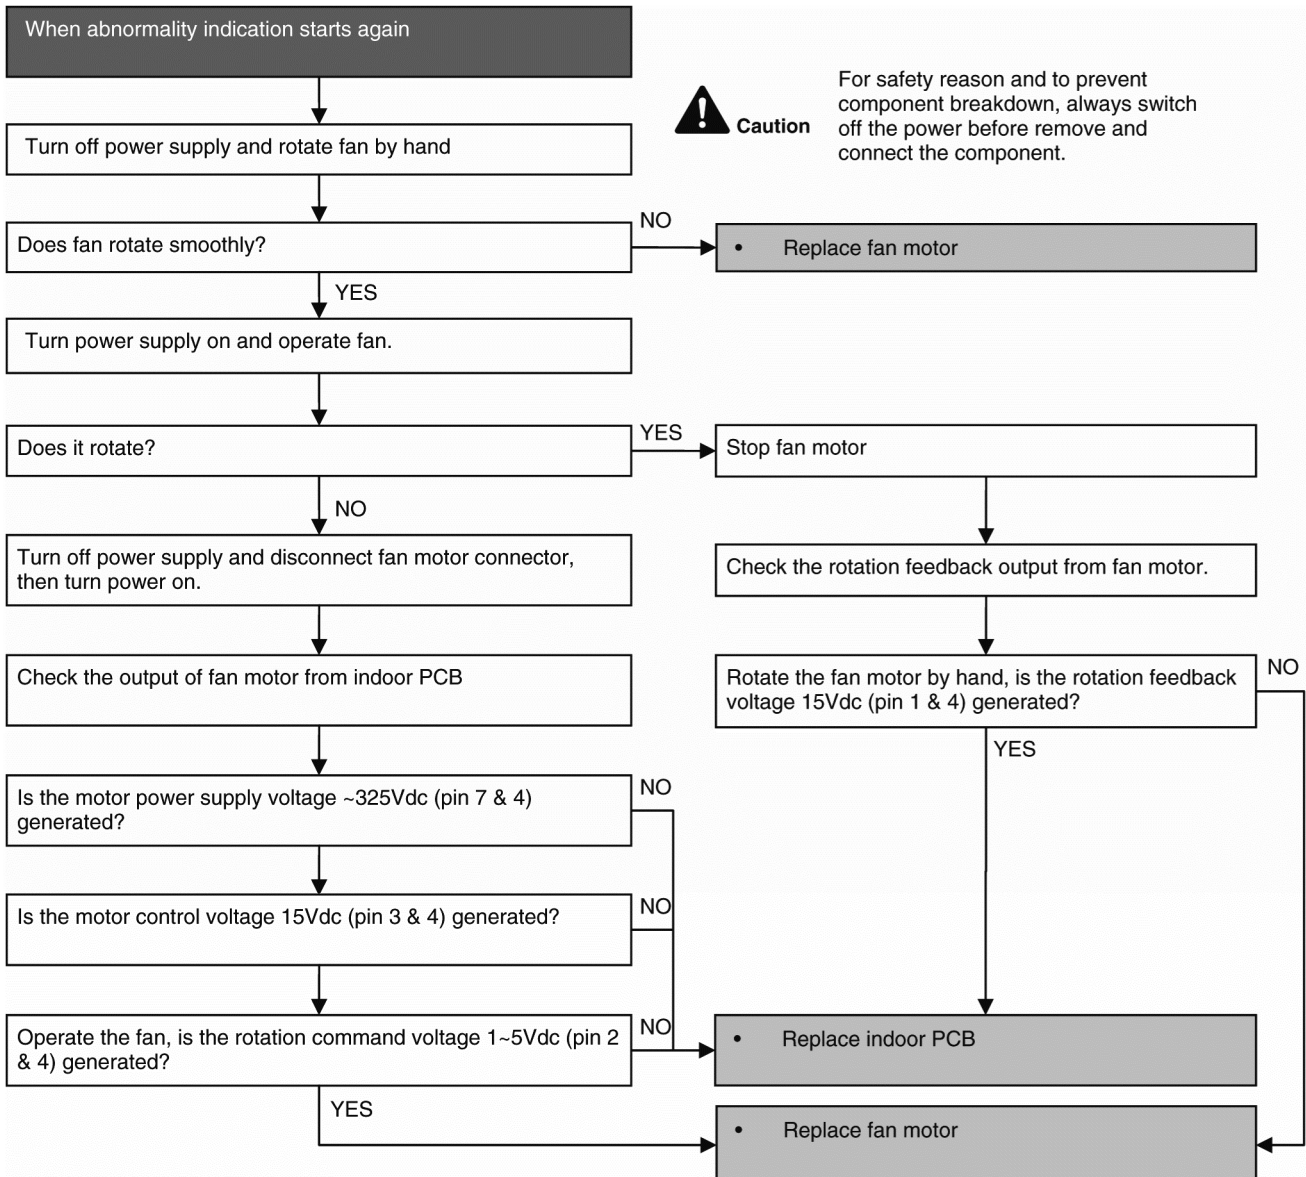 When abnormality indication starts again
Caution
For safety reason and to prevent
component breakdown, always switch
off the power before remove and
connect the component.
Turn off power supply and rotate fan by hand
Does fan rotate smoothly?
NO
• Replace fan motor
YES
Turn power supply on and operate fan.
Does it rotate?
YES
Stop fan motor
NO
Turn off power supply and disconnect fan motor connector,
then turn power on.
Check the rotation feedback output from fan motor.
Check the output of fan motor from indoor PCB
Rotate the fan motor by hand, is the rotation feedback
voltage 15Vdc (pin 1 & 4) generated?
NO
YES
Is the motor power supply voltage ~325Vdc (pin 7 & 4)
generated?
NO
Is the motor control voltage 15Vdc (pin 3 & 4) generated?
NO
Operate the fan, is the rotation command voltage 1~5Vdc (pin 2
& 4) generated?
NO
• Replace indoor PCB
YES
• Replace fan motor